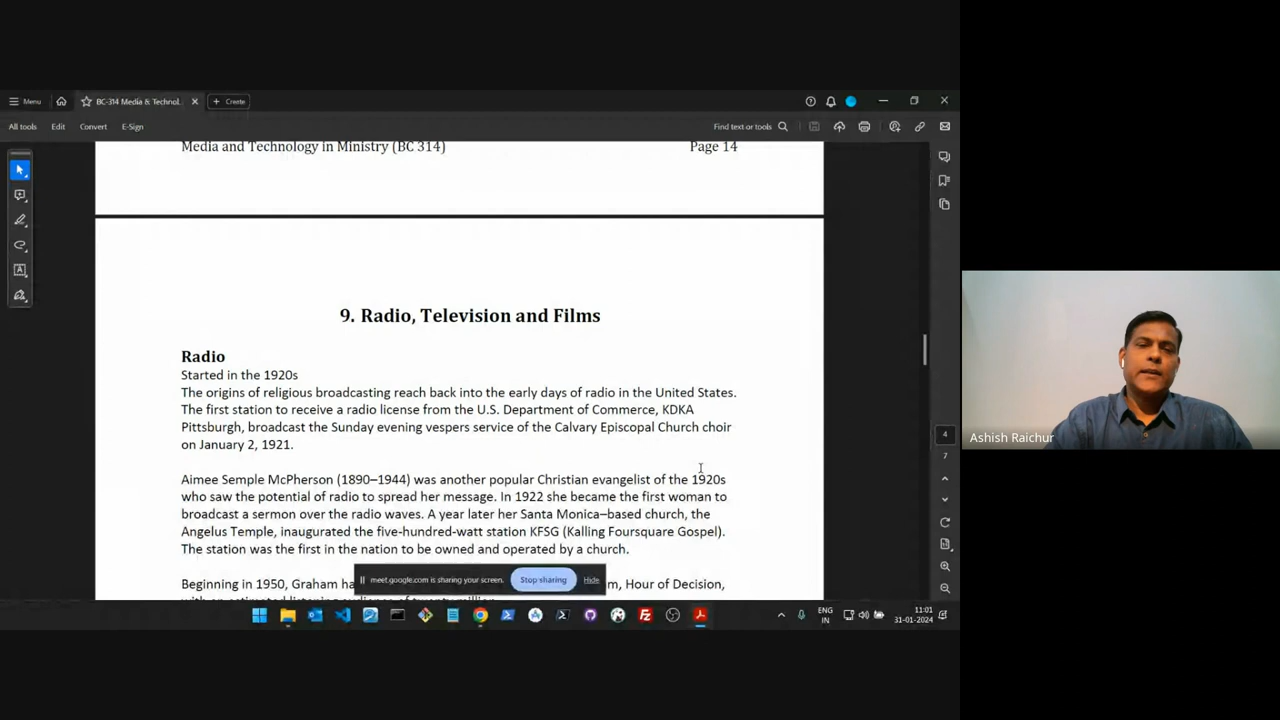 Menu
BC-314 Media & Technol...
Create
All tools
Edit
Convert
E-Sign
Find text or tools
Media and Technology in Ministry (BC 314)
Page 14
9. Radio, Television and Films
Radio
Started in the 1920s
The origins of religious broadcasting reach back into the early days of radio in the United States.
The first station to receive a radio license from the U.S. Department of Commerce, KDKA
Pittsburgh, broadcast the Sunday evening vespers service of the Calvary Episcopal Church choir
on January 2, 1921.
Aimee Semple McPherson (1890–1944) was another popular Christian evangelist of the 1920s
who saw the potential of radio to spread her message. In 1922 she became the first woman to
broadcast a sermon over the radio waves. A year later her Santa Monica–based church, the
Angelus Temple, inaugurated the five-hundred-watt station KFSG (Kalling Foursquare Gospel).
The station was the first in the nation to be owned and operated by a church.
Beginning in 1950, Graham ha
m, Hour of Decision,
meet.google.com is sharing your screen.
Stop sharing
Hide
4
7
ENG
IN
11:01
31-01-2024
Ashish Raichur